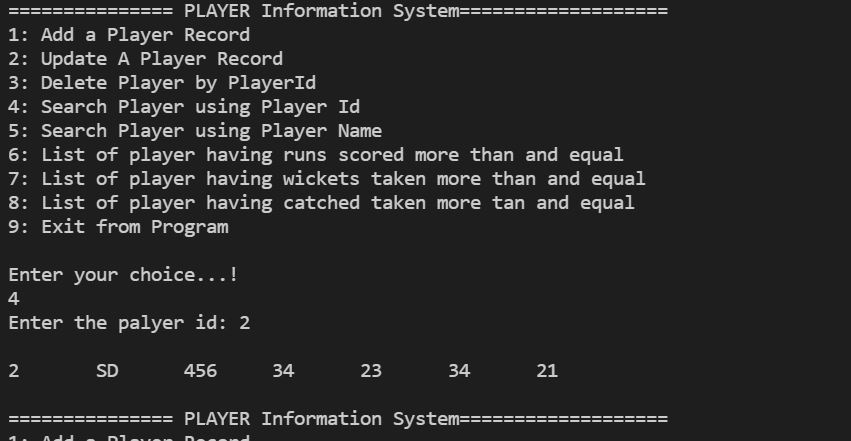 =============== PLAYER Information System===================
1: Add a Player Record
2: Update A Player Record
3: Delete Player by PlayerId
4: Search Player using Player Id
5: Search Player using Player Name
6: List of player having runs scored more than and equal
7: List of player having wickets taken more than and equal
8: List of player having catched taken more tan and equal
9: Exit from Program
Enter your choice...!
4
Enter the palyer id: 2
2 SD 456 34 23 34 21
=============== PLAYER Information System===================
1: Add a Player Record